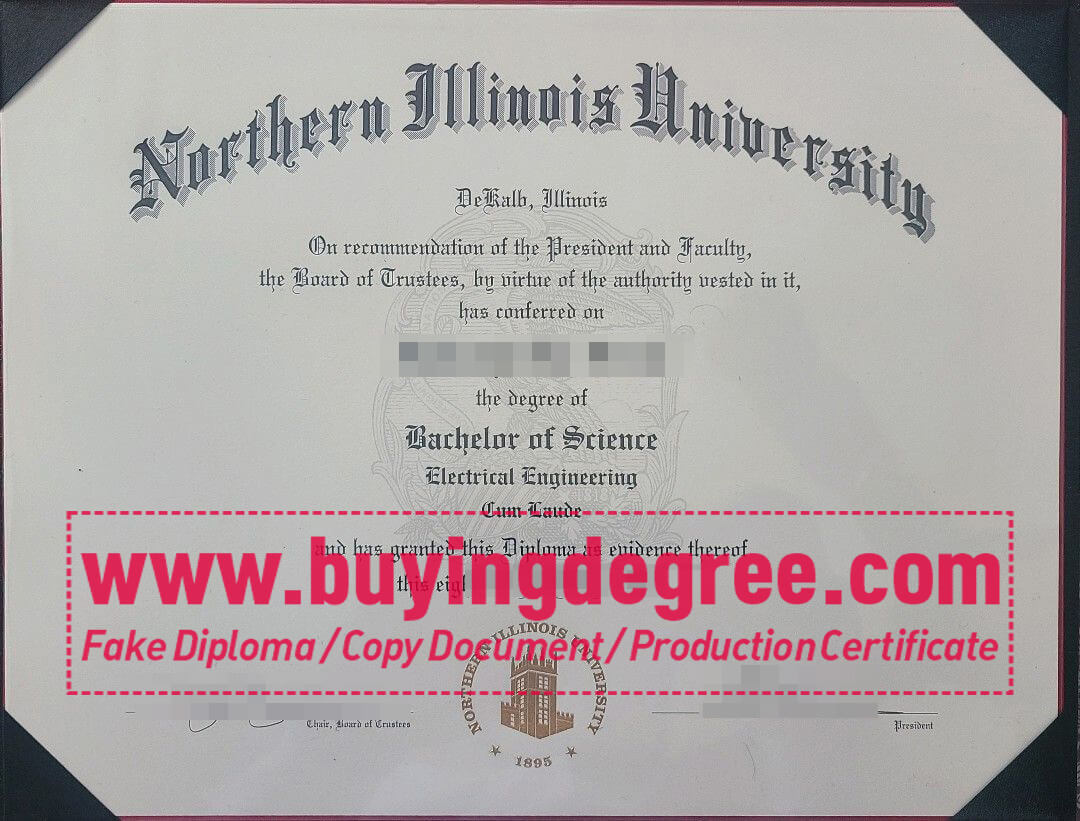 Northern Illinois University
DeKalb, Illinois
On recommendation of the President and Faculty,
the Board of Trustees, by virtue of the authority vested in it,
has conferred on
the degree of
Bachelor of Science
Electrical Engineering
1818
Cum Laude
and has granted this Diploma as evidence thereof
www.buyingdegree.com
this
Fake Diploma / Copy Document / Production Certificate
NORTHERN ILLINOIS UNIVERSITY
Chair, Board of Trustees
President
1895